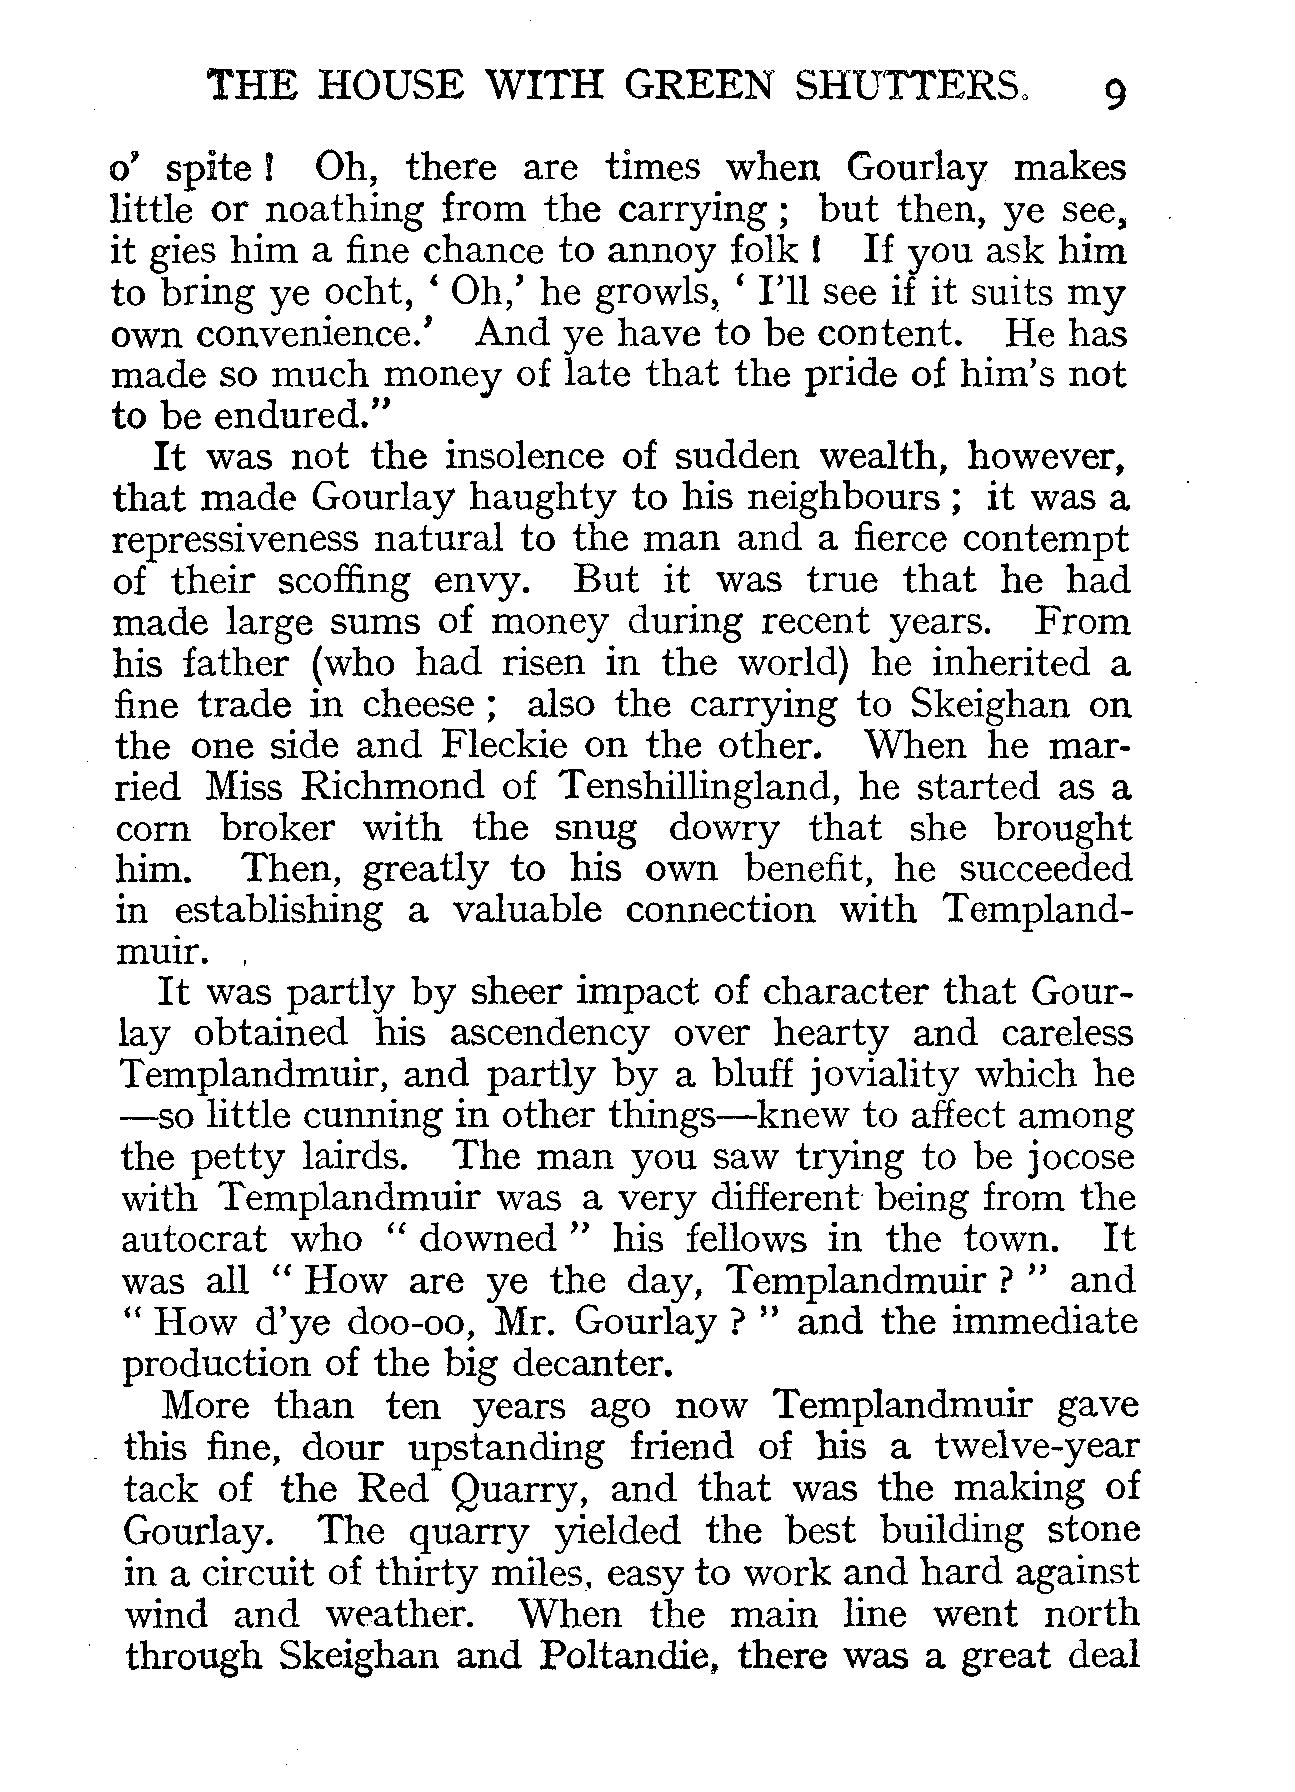 THE HOUSE WITH GREEN SHUTTERS. 9
o' spite! Oh, there are times when Gourlay makes
little or noathing from the carrying; but then, ye see,
it gies him a fine chance to annoy folk! If you ask him
to bring ye ocht, ' Oh,' he growls, ' I'll see if it suits my
own convenience.' And ye have to be content. He has
made so much money of late that the pride of him's not
to be endured."
It was not the insolence of sudden wealth, however,
that made Gourlay haughty to his neighbours; it was a
repressiveness natural to the man and a fierce contempt
of their scoffing envy. But it was true that he had
made large sums of money during recent years. From
his father (who had risen in the world) he inherited a
fine trade in cheese; also the carrying to Skeighan on
the one side and Fleckie on the other. When he mar-
ried Miss Richmond of Tenshillingland, he started as a
corn broker with the snug dowry that she brought
him. Then, greatly to his own benefit, he succeeded
in establishing a valuable connection with Templand-
muir.
It was partly by sheer impact of character that Gour-
lay obtained his ascendency over hearty and careless
Templandmuir, and partly by a bluff joviality which he
—so little cunning in other things—knew to affect among
the petty lairds. The man you saw trying to be jocose
with Templandmuir was a very different being from the
autocrat who " downed " his fellows in the town. It
was all " How are ye the day, Templandmuir ? " and
" How d'ye doo-oo, Mr. Gourlay ? " and the immediate
production of the big decanter.
More than ten years ago now Templandmuir gave
this fine, dour upstanding friend of his a twelve-year
tack of the Red Quarry, and that was the making of
Gourlay. The quarry yielded the best building stone
in a circuit of thirty miles, easy to work and hard against
wind and weather. When the main line went north
through Skeighan and Poltandie, there was a great deal